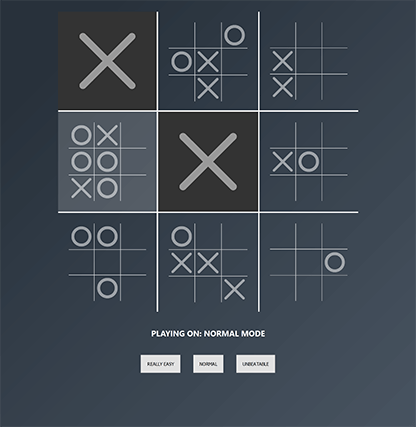 PLAYING ON: NORMAL MODE
REALLY EASY
NORMAL
UNBEATABLE